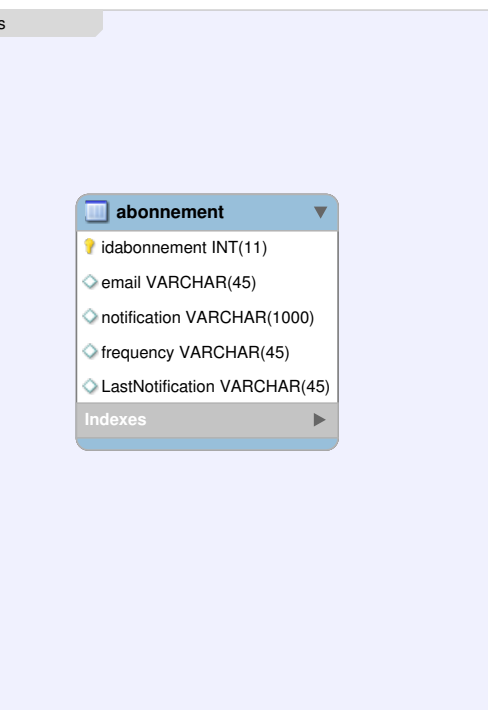 s
abonnement
idabonnement INT(11)
email VARCHAR(45)
notification VARCHAR(1000)
frequency VARCHAR(45)
LastNotification VARCHAR(45)
Indexes